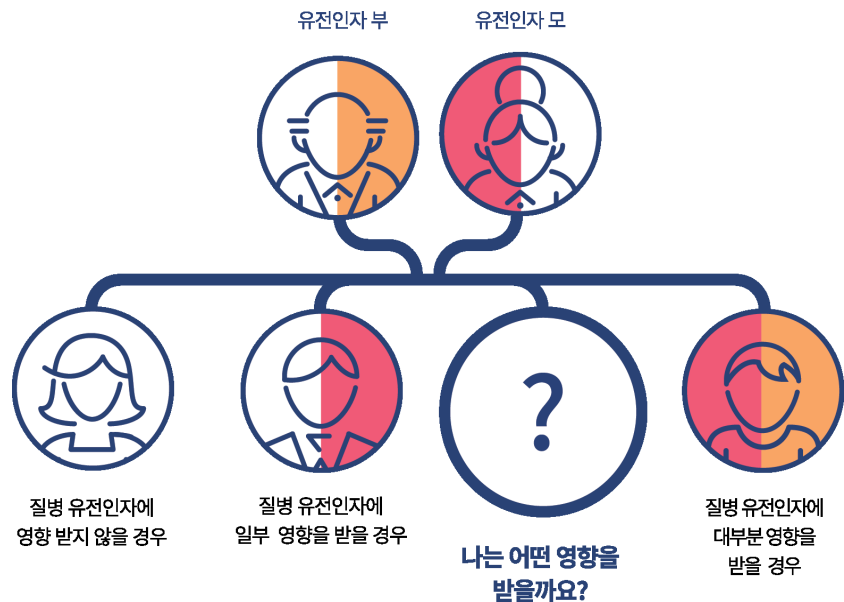 유전인자 부
유전인자 모
?
질병 유전인자에
영향 받지 않을 경우
질병 유전인자에
일부 영향을 받을 경우
나는 어떤 영향을
받을까요?
질병 유전인자에
대부분 영향을
받을 경우